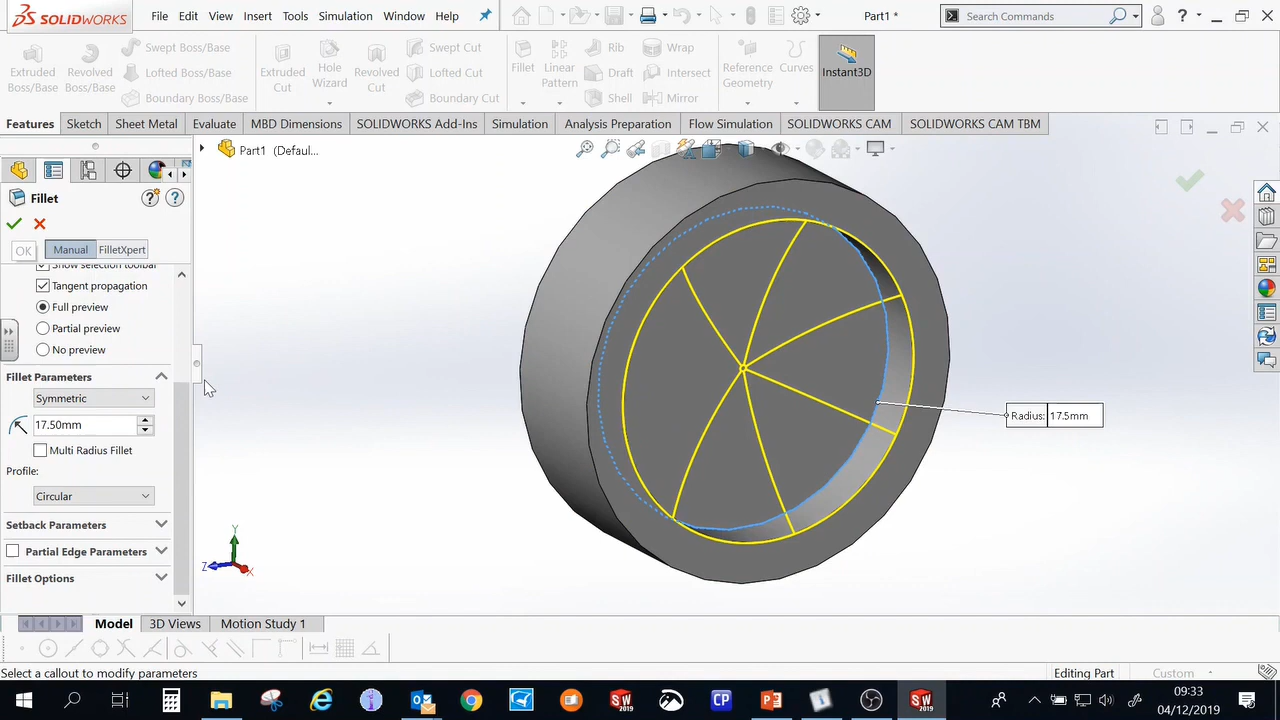 SOLIDWORKS File Edit View Insert Tools Simulation Window Help Part1 * Search Commands ?
Extruded Boss/Base
Revolved Boss/Base
Swept Boss/Base
Lofted Boss/Base
Boundary Boss/Base
Extruded Cut
Hole Wizard
Revolved Cut
Swept Cut
Lofted Cut
Boundary Cut
Fillet
Linear Pattern
Rib
Draft
Shell
Wrap
Intersect
Mirror
Reference Geometry
Curves
Instant3D
Features Sketch Sheet Metal Evaluate MBD Dimensions SOLIDWORKS Add-Ins Simulation Analysis Preparation Flow Simulation SOLIDWORKS CAM SOLIDWORKS CAM TBM
Part1 (Defaul...
Fillet
OK
Manual FilletXpert
Show selection toolbar
Tangent propagation
Full preview
Partial preview
No preview
Fillet Parameters
Symmetric
17.50mm
Multi Radius Fillet
Profile:
Circular
Setback Parameters
Partial Edge Parameters
Fillet Options
Radius: 17.5mm
Y
Z
X
Model 3D Views Motion Study 1
Select a callout to modify parameters
Editing Part Custom
SW 2019
CP
SW 2019
09:33
04/12/2019